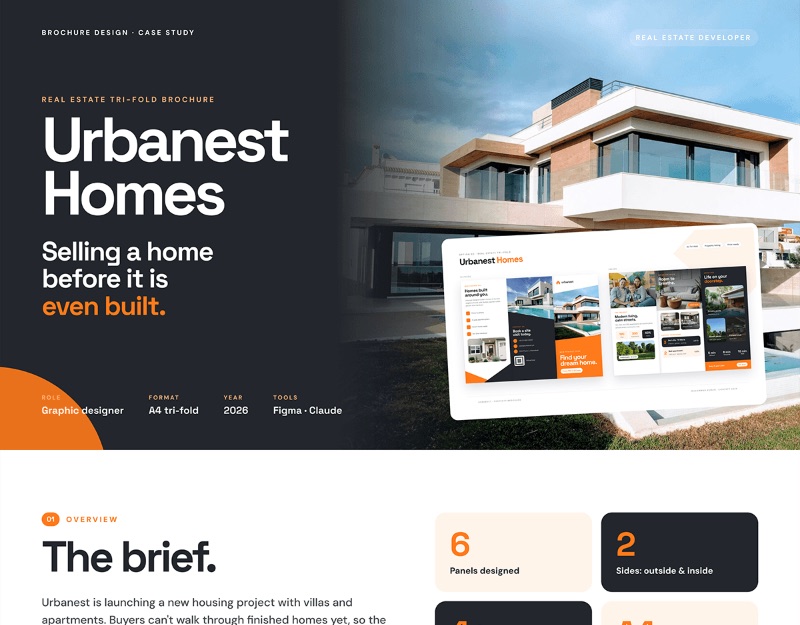 BROCHURE DESIGN · CASE STUDY
REAL ESTATE DEVELOPER
REAL ESTATE TRI-FOLD BROCHURE
Urbanest
Homes
Selling a home
before it is
even built.
ROLE
Graphic designer
FORMAT
A4 tri-fold
YEAR
2026
TOOLS
Figma · Claude
Urbanest Homes
Homes built
around you.
Book a site
visit today.
Find your
dream home.
Modern living,
calm streets.
Life on your
doorstep.
01 OVERVIEW
The brief.
Urbanest is launching a new housing project with villas and
apartments. Buyers can't walk through finished homes yet, so the
6
Panels designed
2
Sides: outside & inside